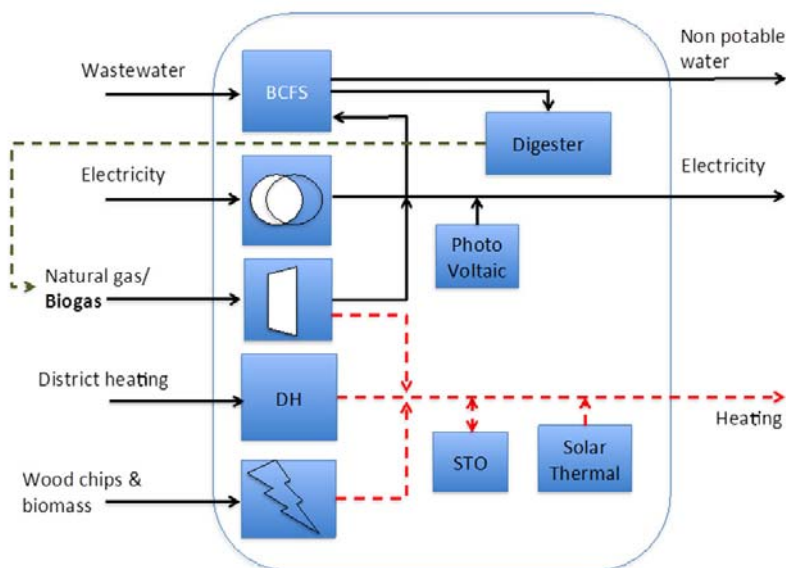 Non potable
water
Wastewater
BCFS
Digester
Electricity
Electricity
Photo
Voltaic
Natural gas/
Biogas
District heating
DH
Heating
STO
Solar
Thermal
Wood chips &
biomass